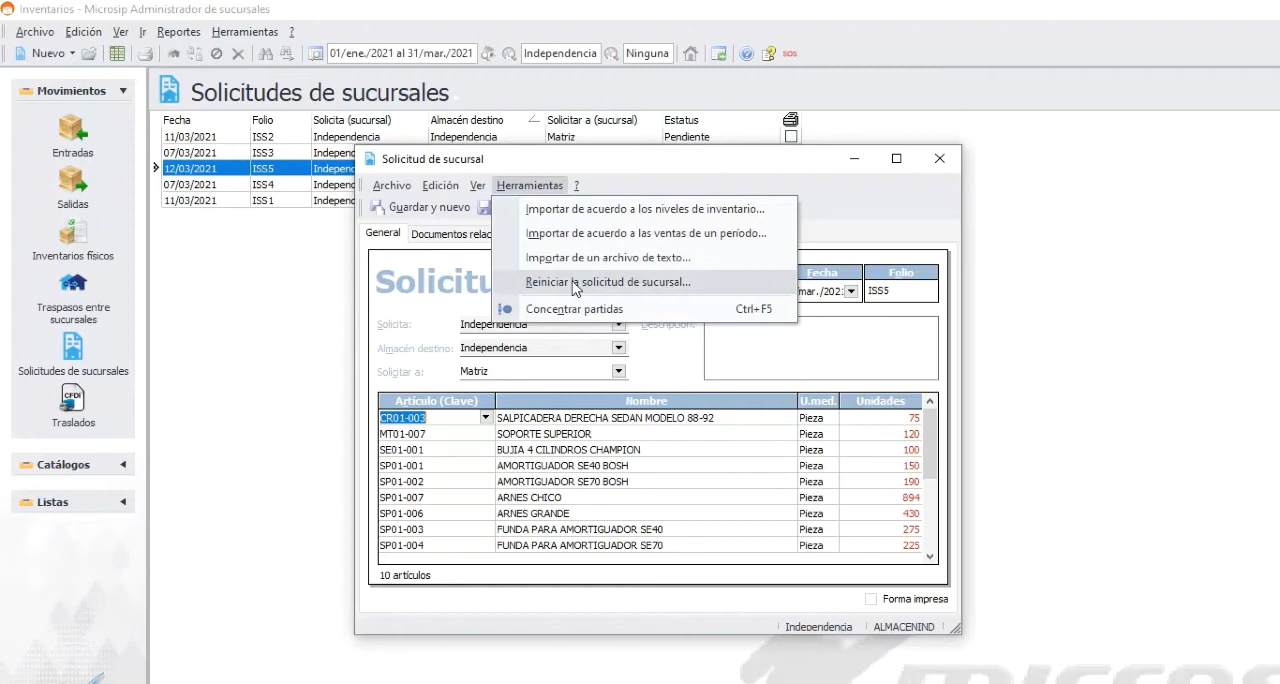 Inventarios - Microsip Administrador de sucursales
Archivo Edición Ver Ir Reportes Herramientas ?
Nuevo 01/ene./2021 al 31/mar./2021 Independencia Ninguna SOS
Movimientos
Entradas
Salidas
Inventarios físicos
Traspasos entre
sucursales
Solicitudes de sucursales
CFDI
Traslados
Catálogos
Listas
Solicitudes de sucursales
Fecha Folio Solicita (sucursal) Almacén destino Solicitar a (sucursal) Estatus
11/03/2021 ISS2 Independencia Independencia Matriz Pendiente
07/03/2021 ISS3
12/03/2021 ISS5
07/03/2021 ISS4
11/03/2021 ISS1
Solicitud de sucursal
Archivo Edición Ver Herramientas ?
Guardar y nuevo
Importar de acuerdo a los niveles de inventario...
Importar de acuerdo a las ventas de un período...
Importar de un archivo de texto...
Reiniciar la solicitud de sucursal...
Concentrar partidas Ctrl+F5
General Documentos relac
Solicitu
Fecha Folio
mar./202 ISS5
Solicita: Independencia Descripción:
Almacén destino: Independencia
Solicitar a: Matriz
Artículo (Clave) Nombre U.med. Unidades
CR01-003 SALPICADERA DERECHA SEDAN MODELO 88-92 Pieza 75
MT01-007 SOPORTE SUPERIOR Pieza 120
SE01-001 BUJIA 4 CILINDROS CHAMPION Pieza 100
SP01-001 AMORTIGUADOR SE40 BOSH Pieza 150
SP01-002 AMORTIGUADOR SE70 BOSH Pieza 190
SP01-007 ARNES CHICO Pieza 894
SP01-006 ARNES GRANDE Pieza 430
SP01-003 FUNDA PARA AMORTIGUADOR SE40 Pieza 275
SP01-004 FUNDA PARA AMORTIGUADOR SE70 Pieza 225
10 artículos
Forma impresa
Independencia ALMACENIND